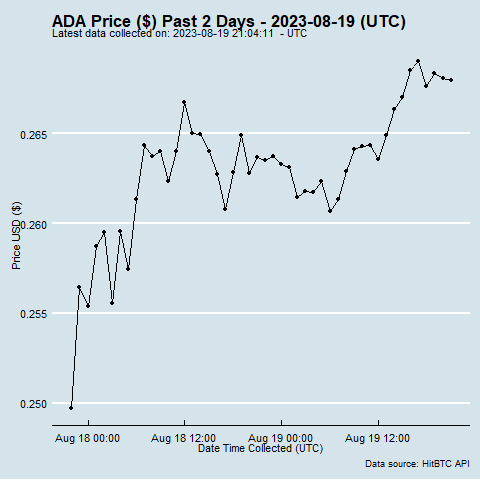 ADA Price ($) Past 2 Days - 2023-08-19 (UTC)
Latest data collected on: 2023-08-19 21:04:11 - UTC
0.265
0.260
0.255
0.250
Price USD ($)
Aug 18 00:00 Aug 18 12:00 Aug 19 00:00 Aug 19 12:00
Date Time Collected (UTC)
Data source: HitBTC API